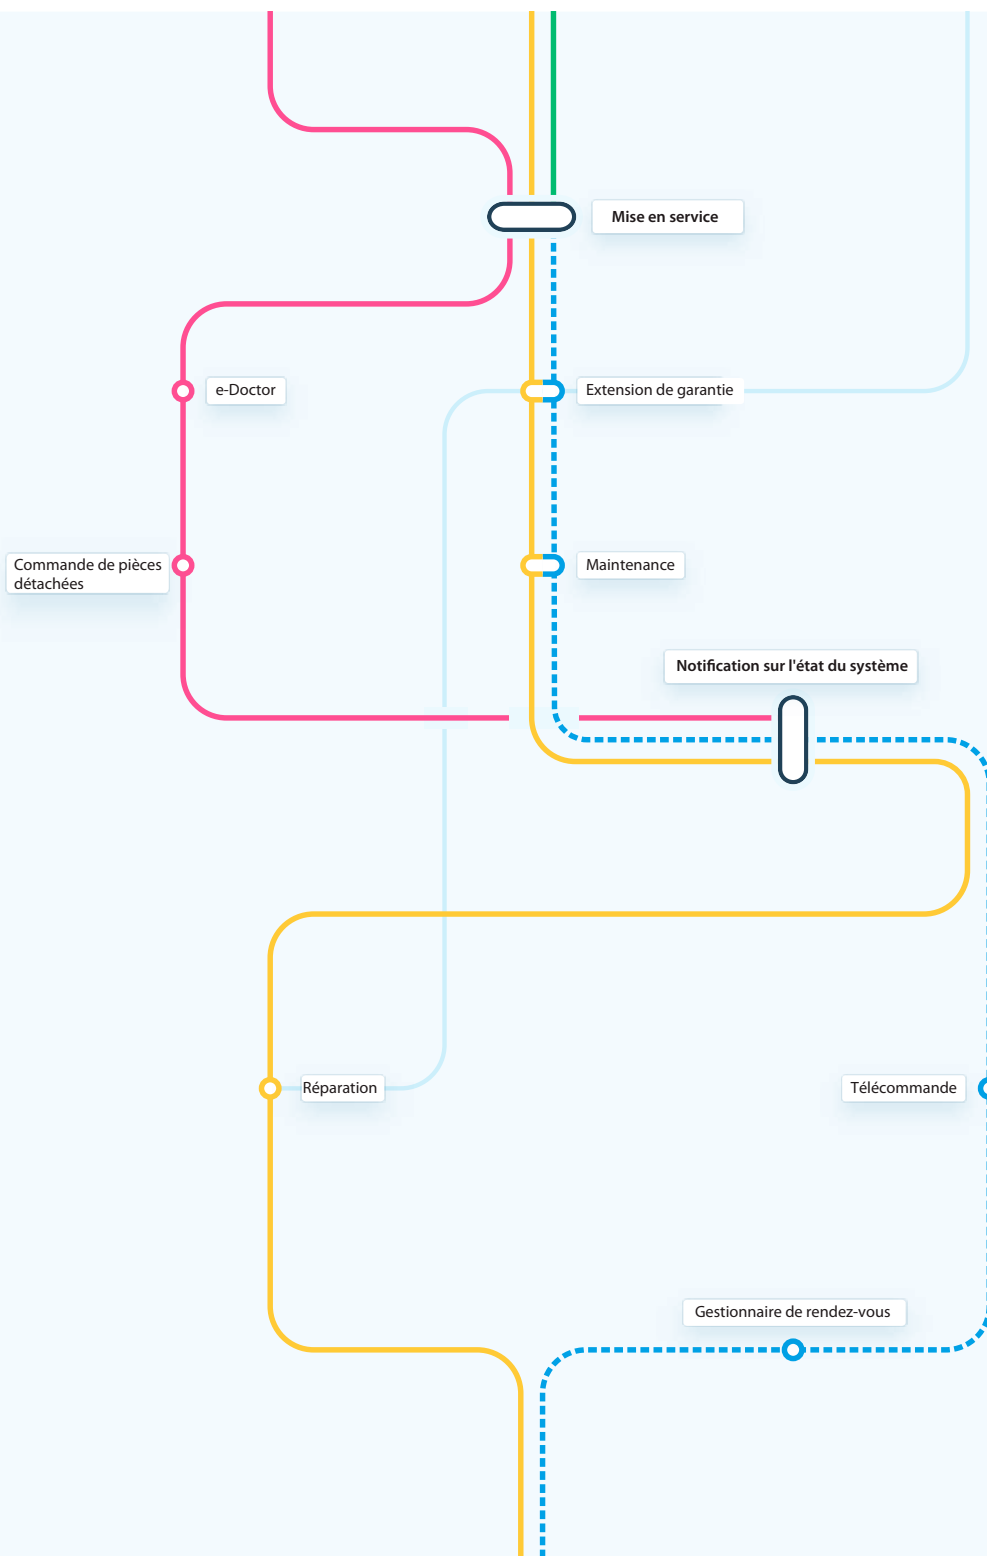 Mise en service
e-Doctor
Extension de garantie
Commande de pièces
détachées
Maintenance
Notification sur l'état du système
Réparation
Télécommande
Gestionnaire de rendez-vous